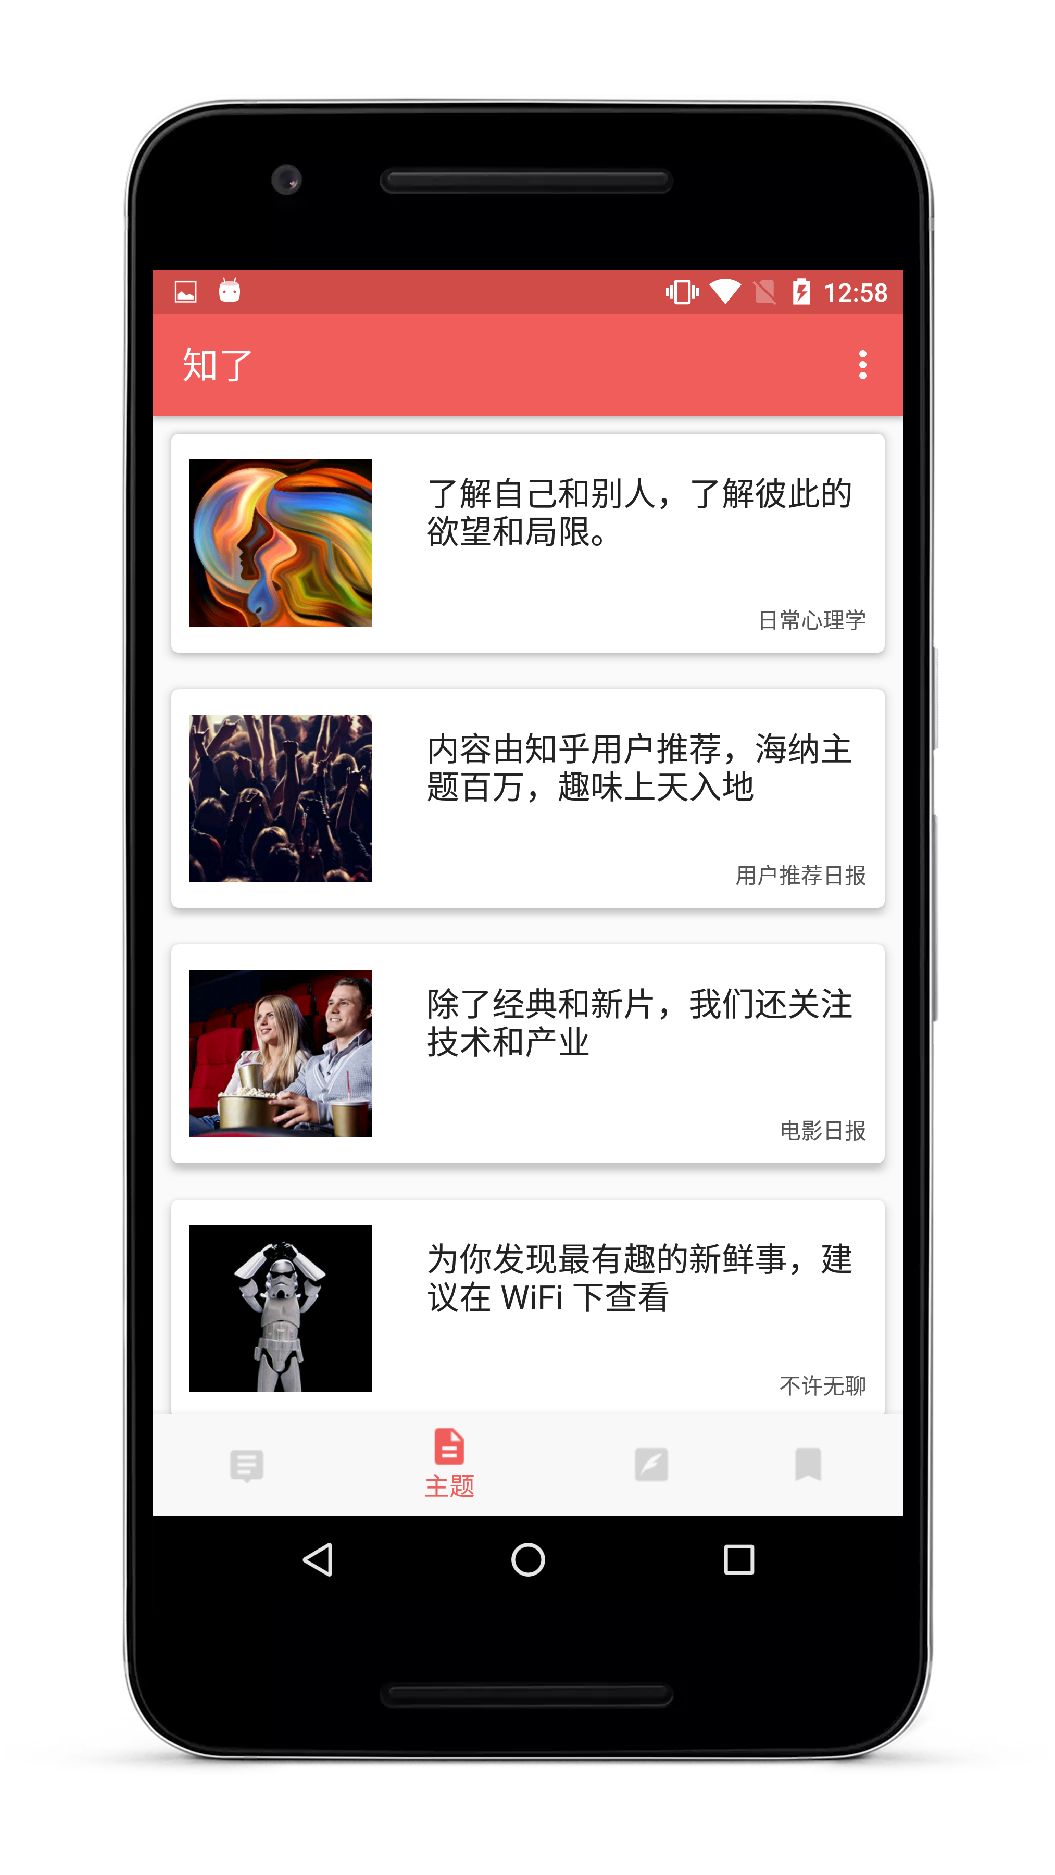 12:58
知了
了解自己和别人，了解彼此的
欲望和局限。
日常心理学
内容由知乎用户推荐，海纳主
题百万，趣味上天入地
用户推荐日报
除了经典和新片，我们还关注
技术和产业
电影日报
为你发现最有趣的新鲜事，建
议在 WiFi 下查看
不许无聊
主题